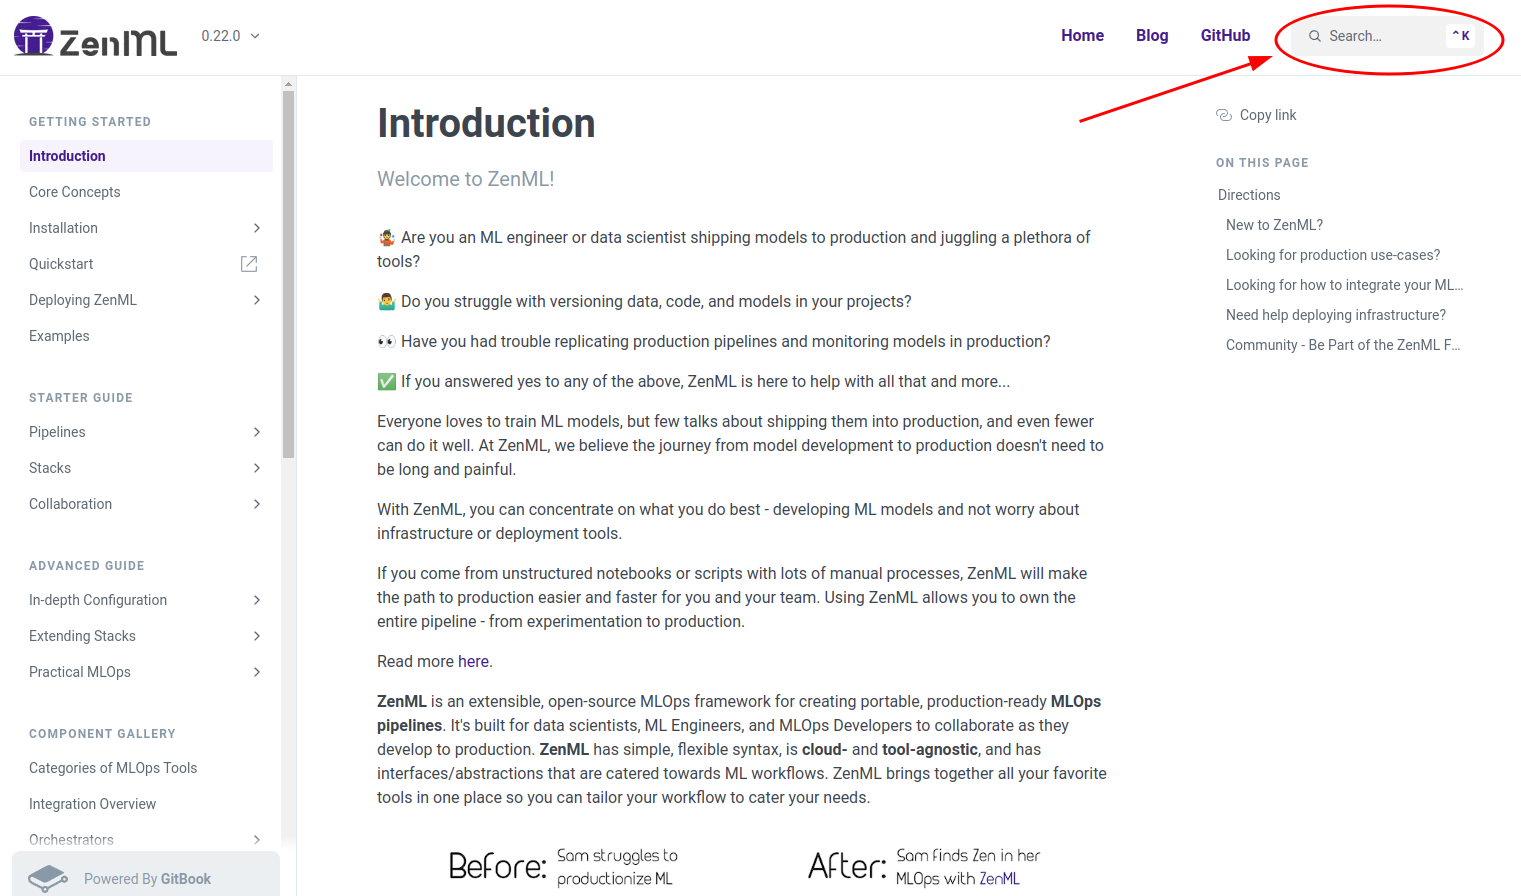 ZenML
0.22.0
Home
Blog
GitHub
Search...
⌃K
GETTING STARTED
Introduction
Core Concepts
Installation
Quickstart
Deploying ZenML
Examples
STARTER GUIDE
Pipelines
Stacks
Collaboration
ADVANCED GUIDE
In-depth Configuration
Extending Stacks
Practical MLOps
COMPONENT GALLERY
Categories of MLOps Tools
Integration Overview
Orchestrators
Powered By GitBook
Introduction
Welcome to ZenML!
🤹 Are you an ML engineer or data scientist shipping models to production and juggling a plethora of
tools?
🤷‍♂️ Do you struggle with versioning data, code, and models in your projects?
👀 Have you had trouble replicating production pipelines and monitoring models in production?
✅ If you answered yes to any of the above, ZenML is here to help with all that and more...
Everyone loves to train ML models, but few talks about shipping them into production, and even fewer
can do it well. At ZenML, we believe the journey from model development to production doesn't need to
be long and painful.
With ZenML, you can concentrate on what you do best - developing ML models and not worry about
infrastructure or deployment tools.
If you come from unstructured notebooks or scripts with lots of manual processes, ZenML will make
the path to production easier and faster for you and your team. Using ZenML allows you to own the
entire pipeline - from experimentation to production.
Read more here.
ZenML is an extensible, open-source MLOps framework for creating portable, production-ready MLOps
pipelines. It's built for data scientists, ML Engineers, and MLOps Developers to collaborate as they
develop to production. ZenML has simple, flexible syntax, is cloud- and tool-agnostic, and has
interfaces/abstractions that are catered towards ML workflows. ZenML brings together all your favorite
tools in one place so you can tailor your workflow to cater your needs.
Before: Sam struggles to
productionize ML
After: Sam finds Zen in her
MLOps with ZenML
Copy link
ON THIS PAGE
Directions
New to ZenML?
Looking for production use-cases?
Looking for how to integrate your ML...
Need help deploying infrastructure?
Community - Be Part of the ZenML F...